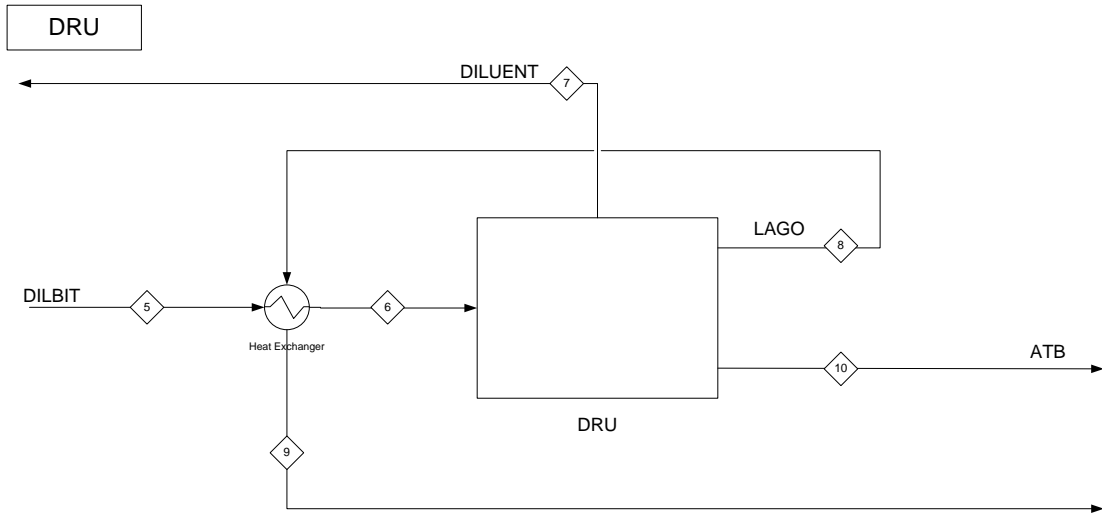 DRU
DILUENT
7
LAGO
8
DILBIT
5
6
Heat Exchanger
ATB
10
DRU
9